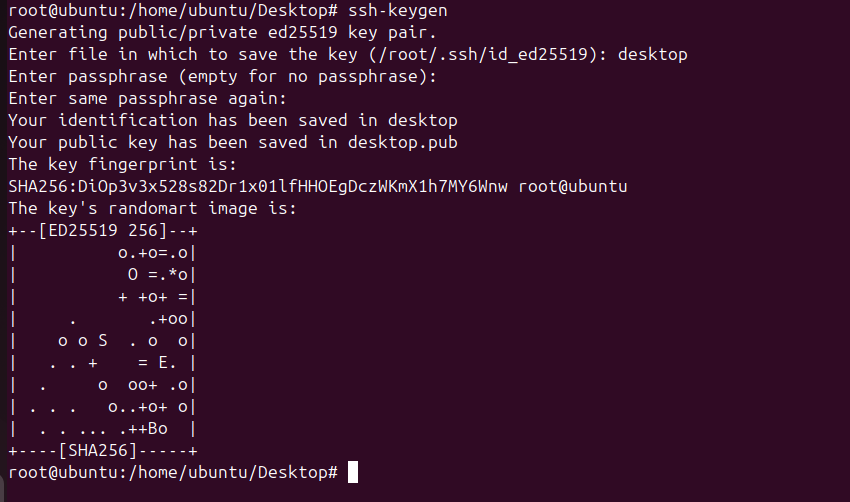 root@ubuntu:/home/ubuntu/Desktop# ssh-keygen
Generating public/private ed25519 key pair.
Enter file in which to save the key (/root/.ssh/id_ed25519): desktop
Enter passphrase (empty for no passphrase):
Enter same passphrase again:
Your identification has been saved in desktop
Your public key has been saved in desktop.pub
The key fingerprint is:
SHA256:DiOp3v3x528s82Dr1x01lfHHOEgDczWKmX1h7MY6Wnw root@ubuntu
The key's randomart image is:
+--[ED25519 256]--+
|          o.+o=.o|
|           O =.*o|
|          + +o+ =|
|     .       .+oo|
|    o o S  . o  o|
|   . . +    = E. |
|  .     o  oo+ .o|
| . . .   o..+o+ o|
|  . . ... .++Bo  |
+----[SHA256]-----+
root@ubuntu:/home/ubuntu/Desktop#